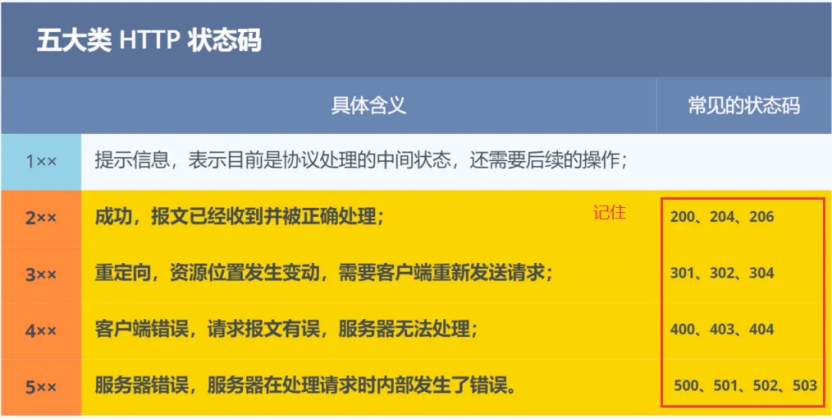 五大类 HTTP 状态码
具体含义 常见的状态码
1×× 提示信息，表示目前是协议处理的中间状态，还需要后续的操作；
2×× 成功，报文已经收到并被正确处理； 记住 200、204、206
3×× 重定向，资源位置发生变动，需要客户端重新发送请求； 301、302、304
4×× 客户端错误，请求报文有误，服务器无法处理； 400、403、404
5×× 服务器错误，服务器在处理请求时内部发生了错误。 500、501、502、503